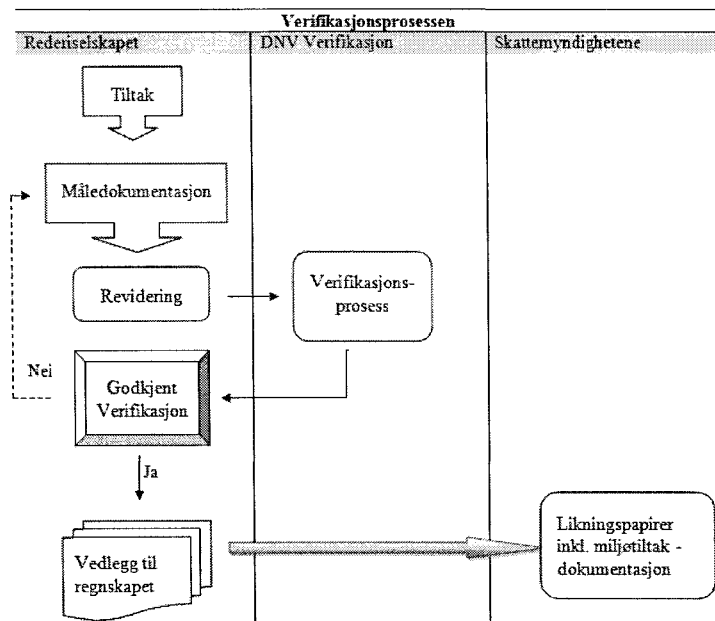 Verifikasjonsprosessen
Rederiselskapet
DNV Verifikasjon
Skattemyndighetene
Tiltak
Måledokumentasjon
Revidering
Verifikasjons-
prosess
Nei
Godkjent
Verifikasjon
Ja
Vedlegg til
regnskapet
Likningspapirer
inkl. miljøtiltak -
dokumentasjon